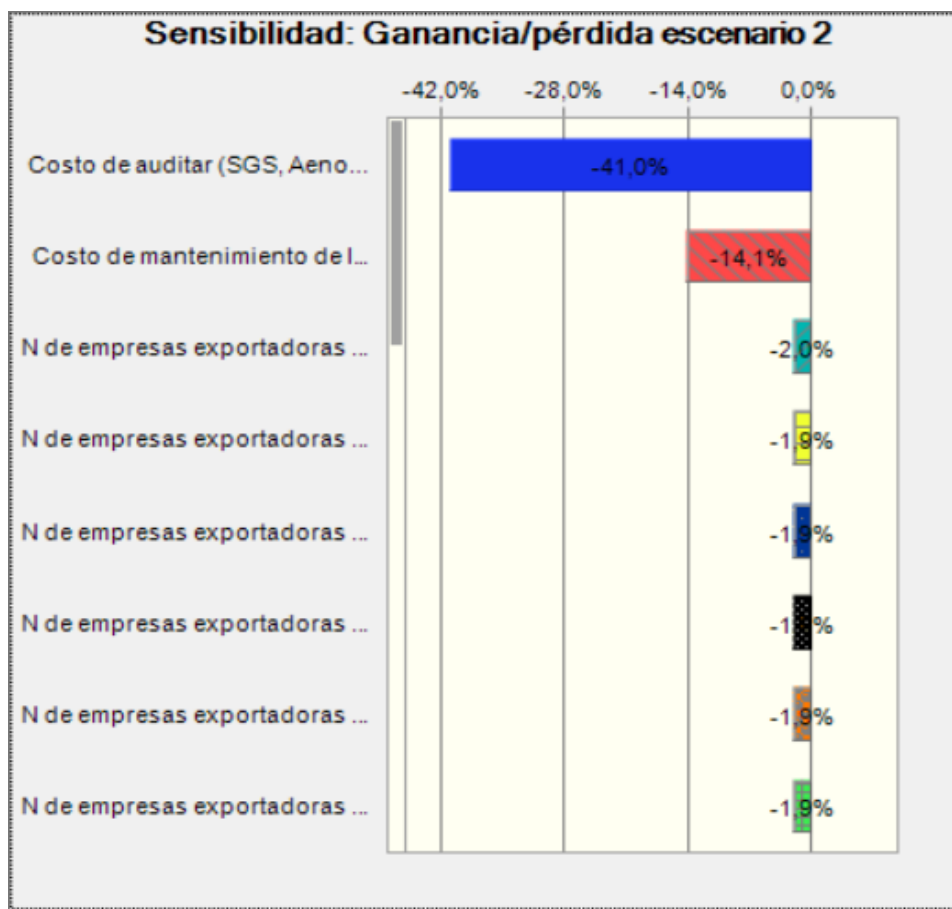 Sensibilidad: Ganancia/pérdida escenario 2
-42,0% -28,0% -14,0% 0,0%
Costo de auditar (SGS, Aeno... -41,0%
Costo de mantenimiento de l... -14,1%
N de empresas exportadoras ... -2,0%
N de empresas exportadoras ... -1,9%
N de empresas exportadoras ... -1,9%
N de empresas exportadoras ...
N de empresas exportadoras ... -1,9%
N de empresas exportadoras ... -1,9%